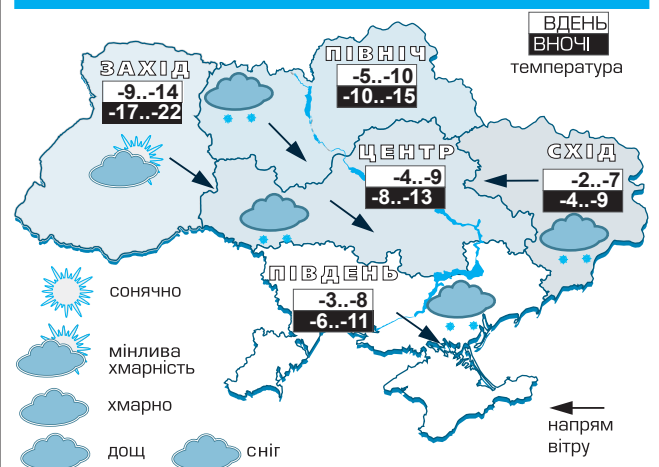 ВДЕНЬ
ВНОЧІ
температура
ЗАХІД
-9..-14
-17..-22
ПІВНІЧ
-5..-10
-10..-15
ЦЕНТР
-4..-9
-8..-13
СХІД
-2..-7
-4..-9
ПІВДЕНЬ
-3..-8
-6..-11
сонячно
мінлива
хмарність
хмарно
дощ
сніг
напрям
вітру